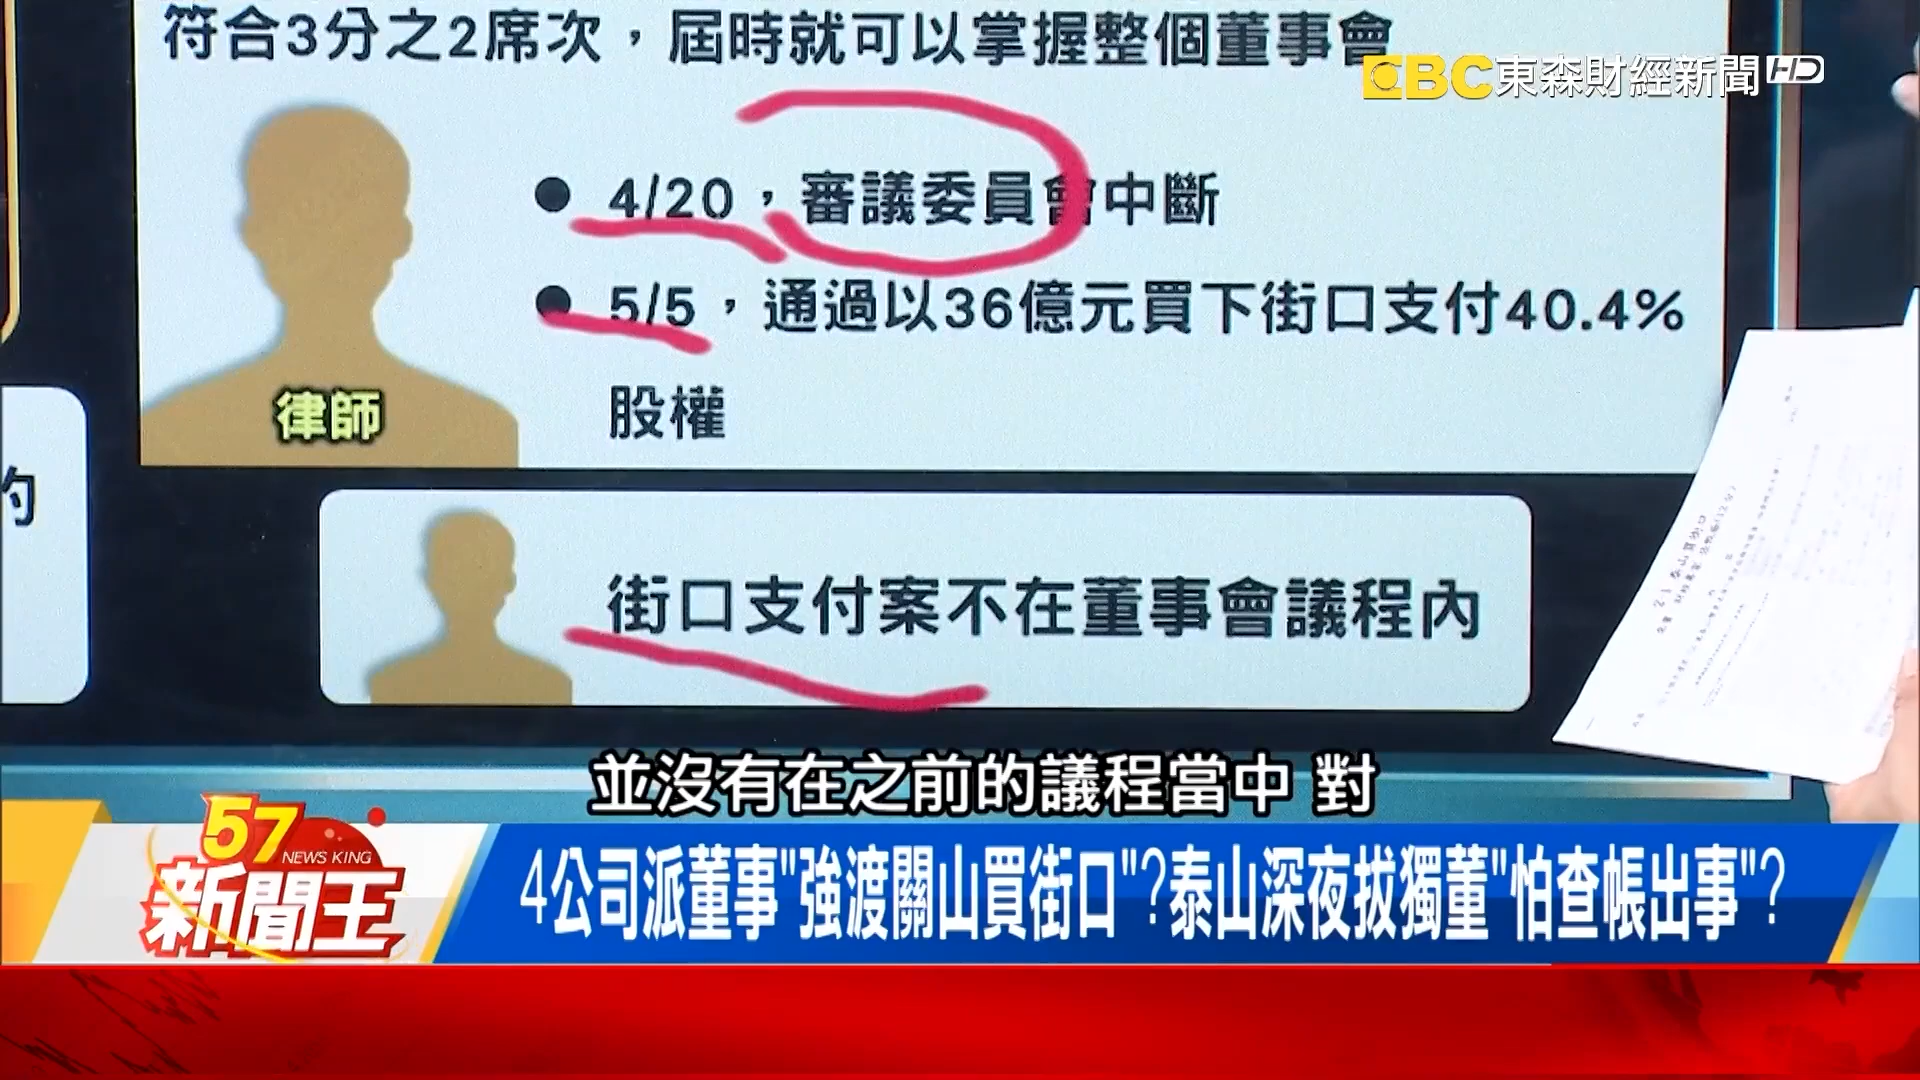 符合3分之2席次，屆時就可以掌握整個董事會
EBC東森財經新聞HD
4/20，審議委員會中斷
5/5，通過以36億元買下街口支付40.4%
股權
律師
的
街口支付案不在董事會議程內
並沒有在之前的議程當中 對
57
NEWS KING
新聞王
4公司派董事"強渡關山買街口"?泰山深夜拔獨董"怕查帳出事"?